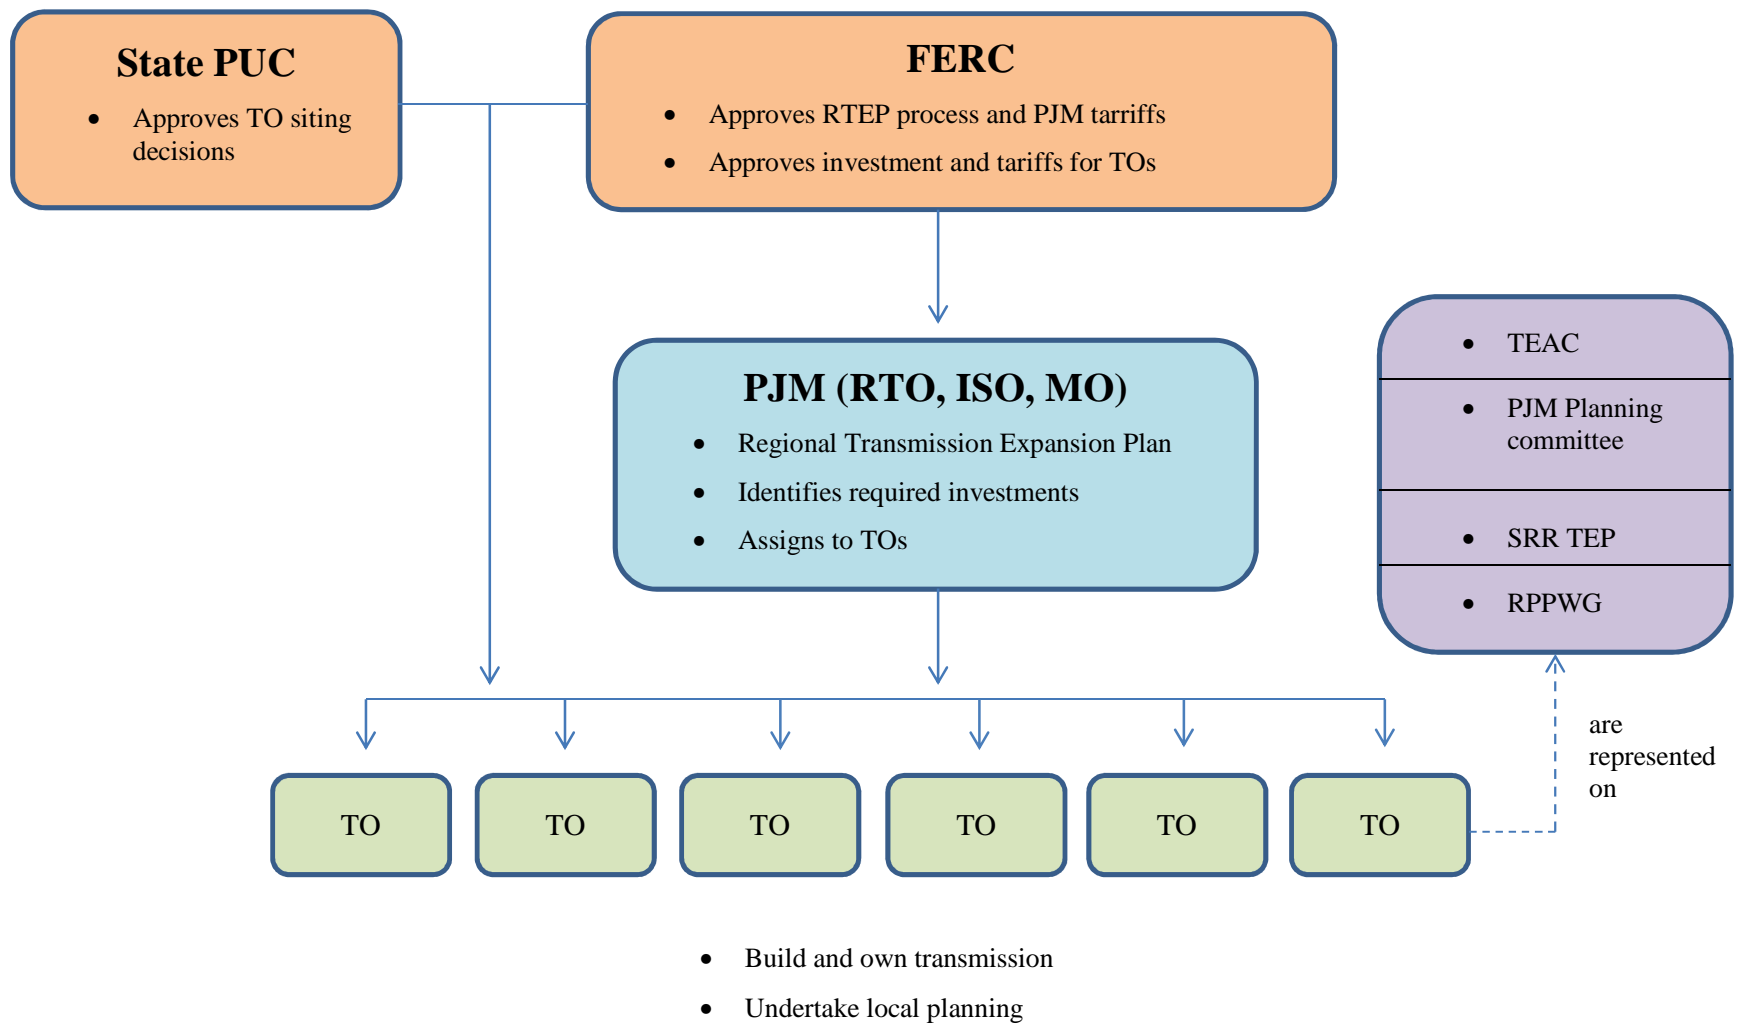 State PUC
• Approves TO siting
decisions
FERC
• Approves RTEP process and PJM tarriffs
• Approves investment and tariffs for TOs
PJM (RTO, ISO, MO)
• Regional Transmission Expansion Plan
• Identifies required investments
• Assigns to TOs
• TEAC
• PJM Planning
committee
• SRR TEP
• RPPWG
are
represented
on
TO
TO
TO
TO
TO
TO
• Build and own transmission
• Undertake local planning